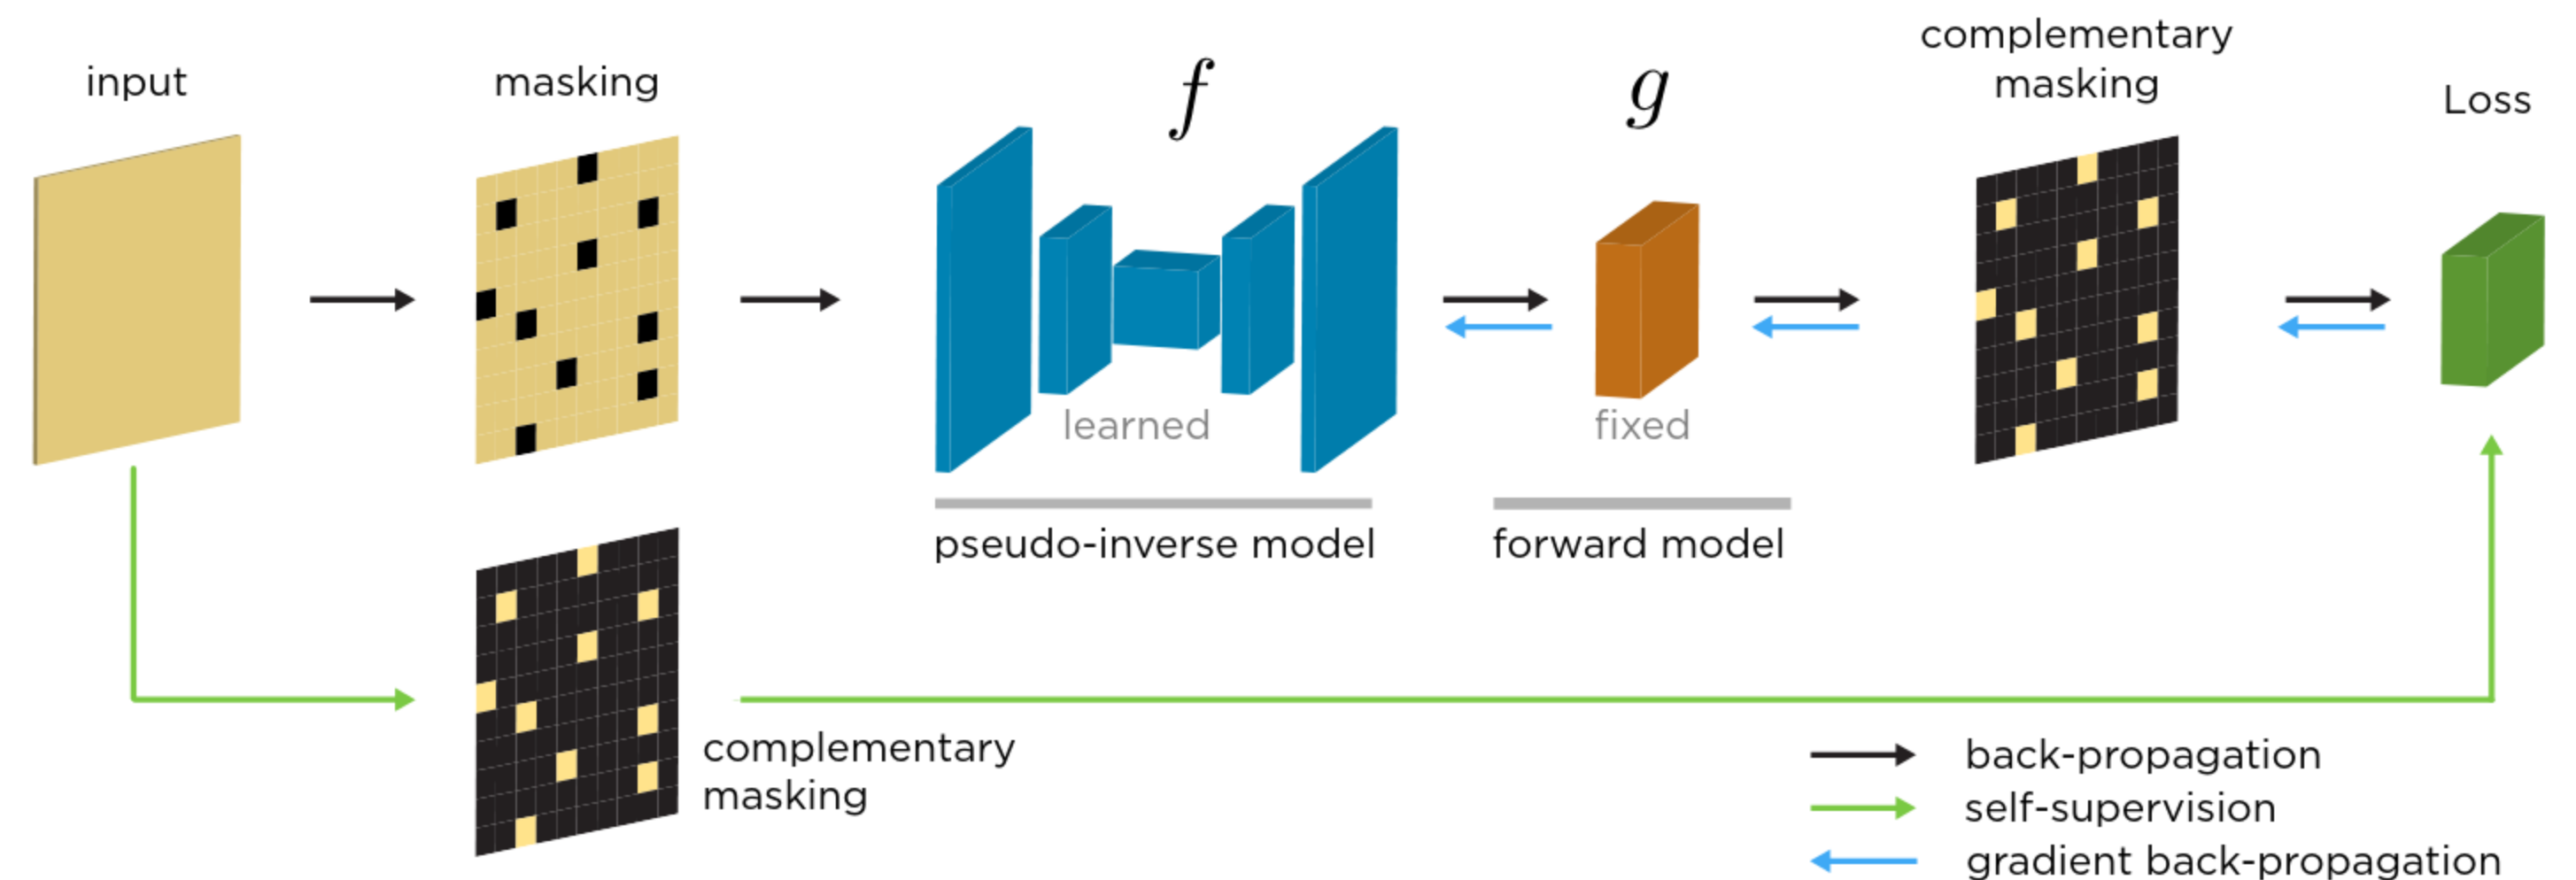 input
masking
f
g
complementary
masking
Loss
learned
fixed
pseudo-inverse model
forward model
complementary
masking
back-propagation
self-supervision
gradient back-propagation